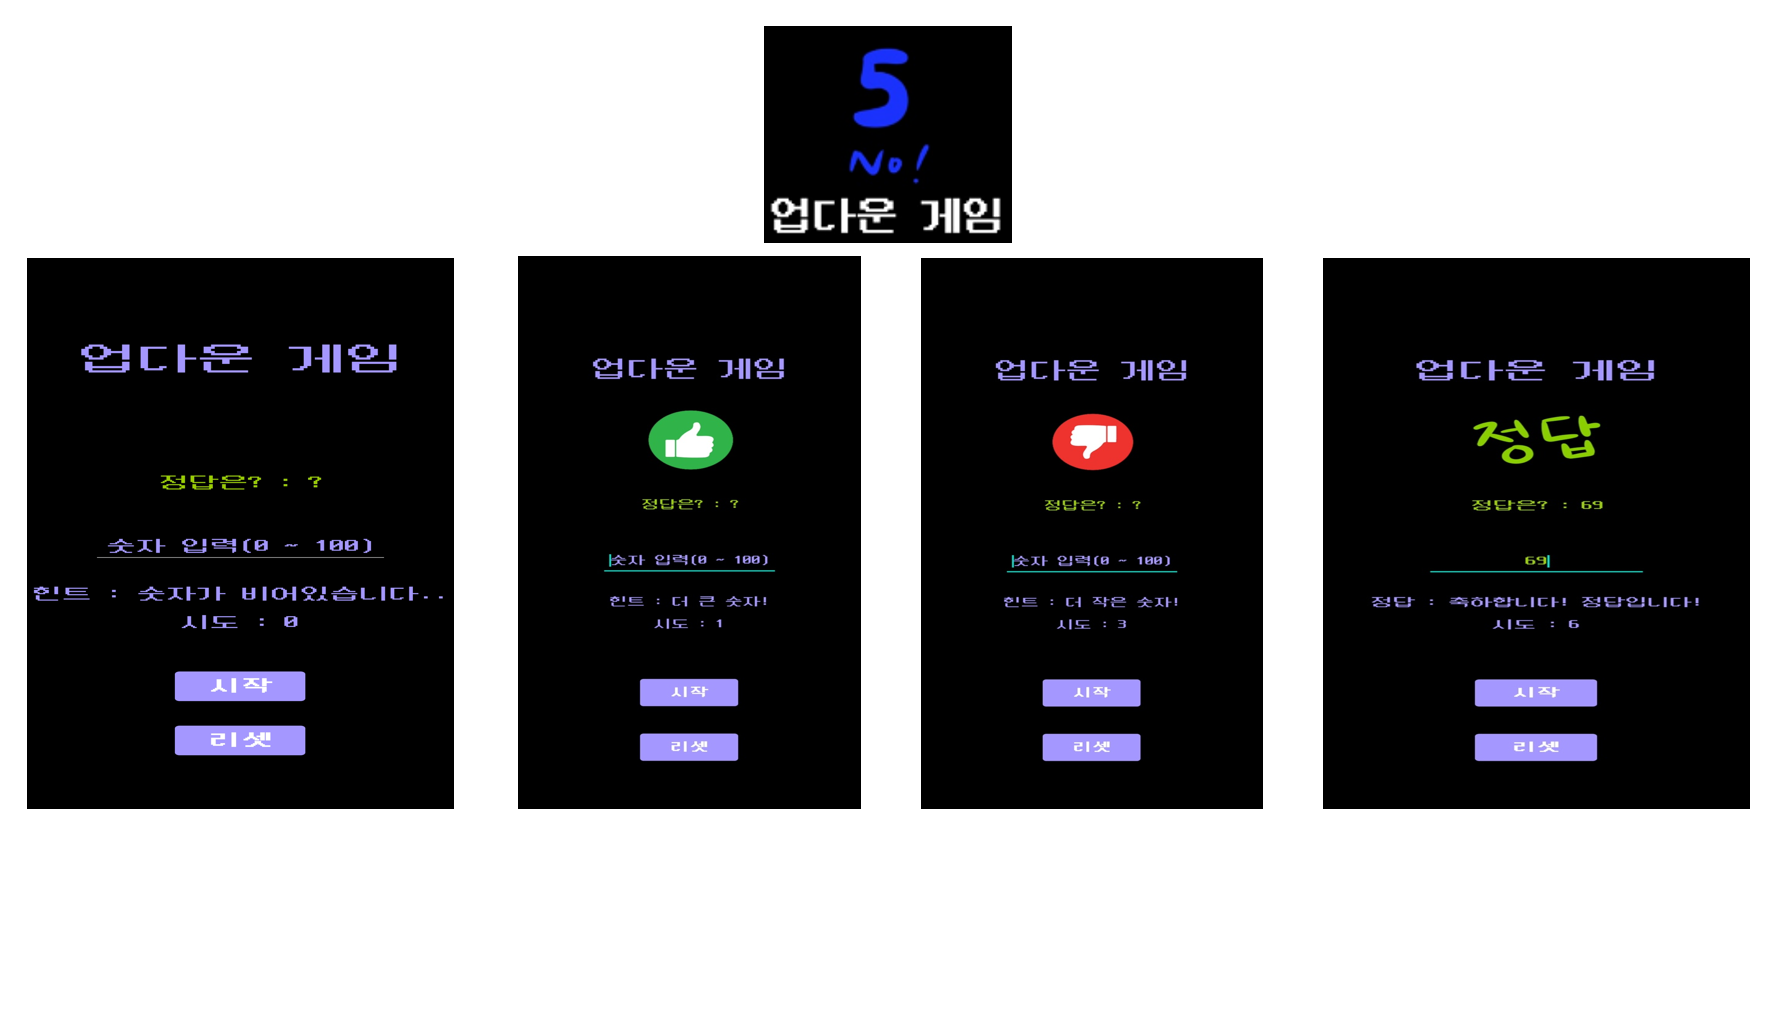 5
No!
업다운 게임
업다운 게임
정답은? : ?
숫자 입력(0 ~ 100)
힌트 : 숫자가 비어있습니다..
시도 : 0
시작
리셋
업다운 게임
정답은? : ?
숫자 입력(0 ~ 100)
힌트 : 더 큰 숫자!
시도 : 1
시작
리셋
업다운 게임
정답은? : ?
숫자 입력(0 ~ 100)
힌트 : 더 작은 숫자!
시도 : 3
시작
리셋
업다운 게임
정답
정답은? : 69
69
정답 : 축하합니다! 정답입니다!
시도 : 6
시작
리셋